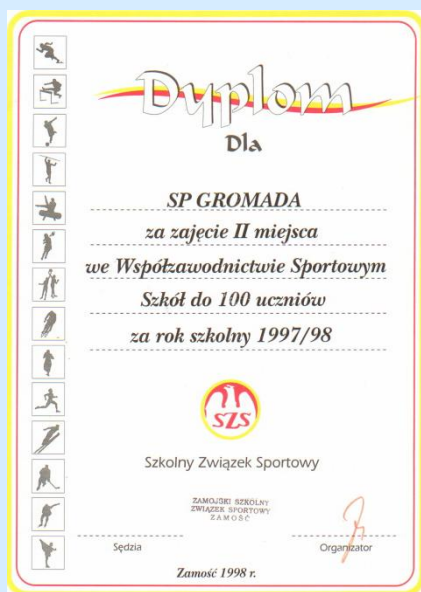 Dyplom
Dla
SP GROMADA
za zajęcie II miejsca
we Współzawodnictwie Sportowym
Szkół do 100 uczniów
za rok szkolny 1997/98
SZS
Szkolny Związek Sportowy
ZAMOJSKI SZKOLNY
ZWIĄZEK SPORTOWY
ZAMOŚĆ
Sędzia
Organizator
Zamość 1998 r.